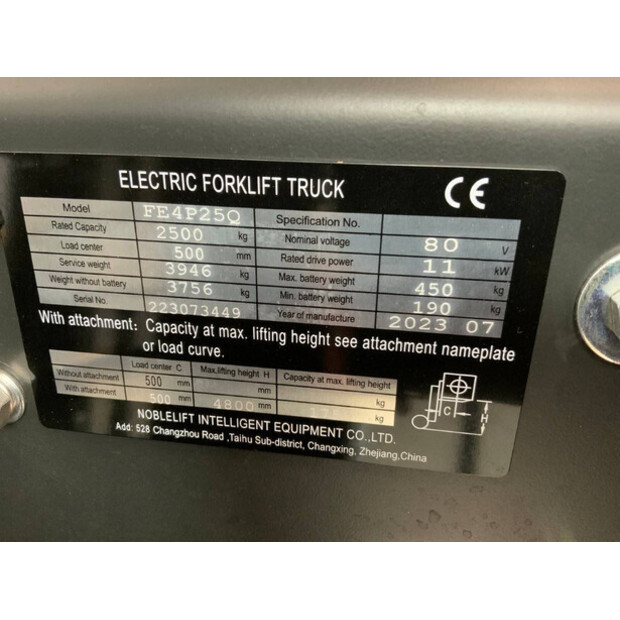 ELECTRIC FORKLIFT TRUCK CE
Model FE4P25Q Specification No.
Rated Capacity 2500 kg Nominal voltage 80 V
Load center 500 mm Rated drive power 11 kW
Service weight 3946 kg Max. battery weight 450 kg
Weight without battery 3756 kg Min. battery weight 190 kg
Serial No. 223073449 Year of manufacture 2023 07
With attachment: Capacity at max. lifting height see attachment nameplate
or load curve.
Load center C Max.lifting height H Capacity at max. lifting height
Without attachment 500 mm mm kg
With attachment 500 mm 4800 mm kg
C H
NOBLELIFT INTELLIGENT EQUIPMENT CO.,LTD.
Add: 528 Changzhou Road ,Taihu Sub-district, Changxing, Zhejiang,China